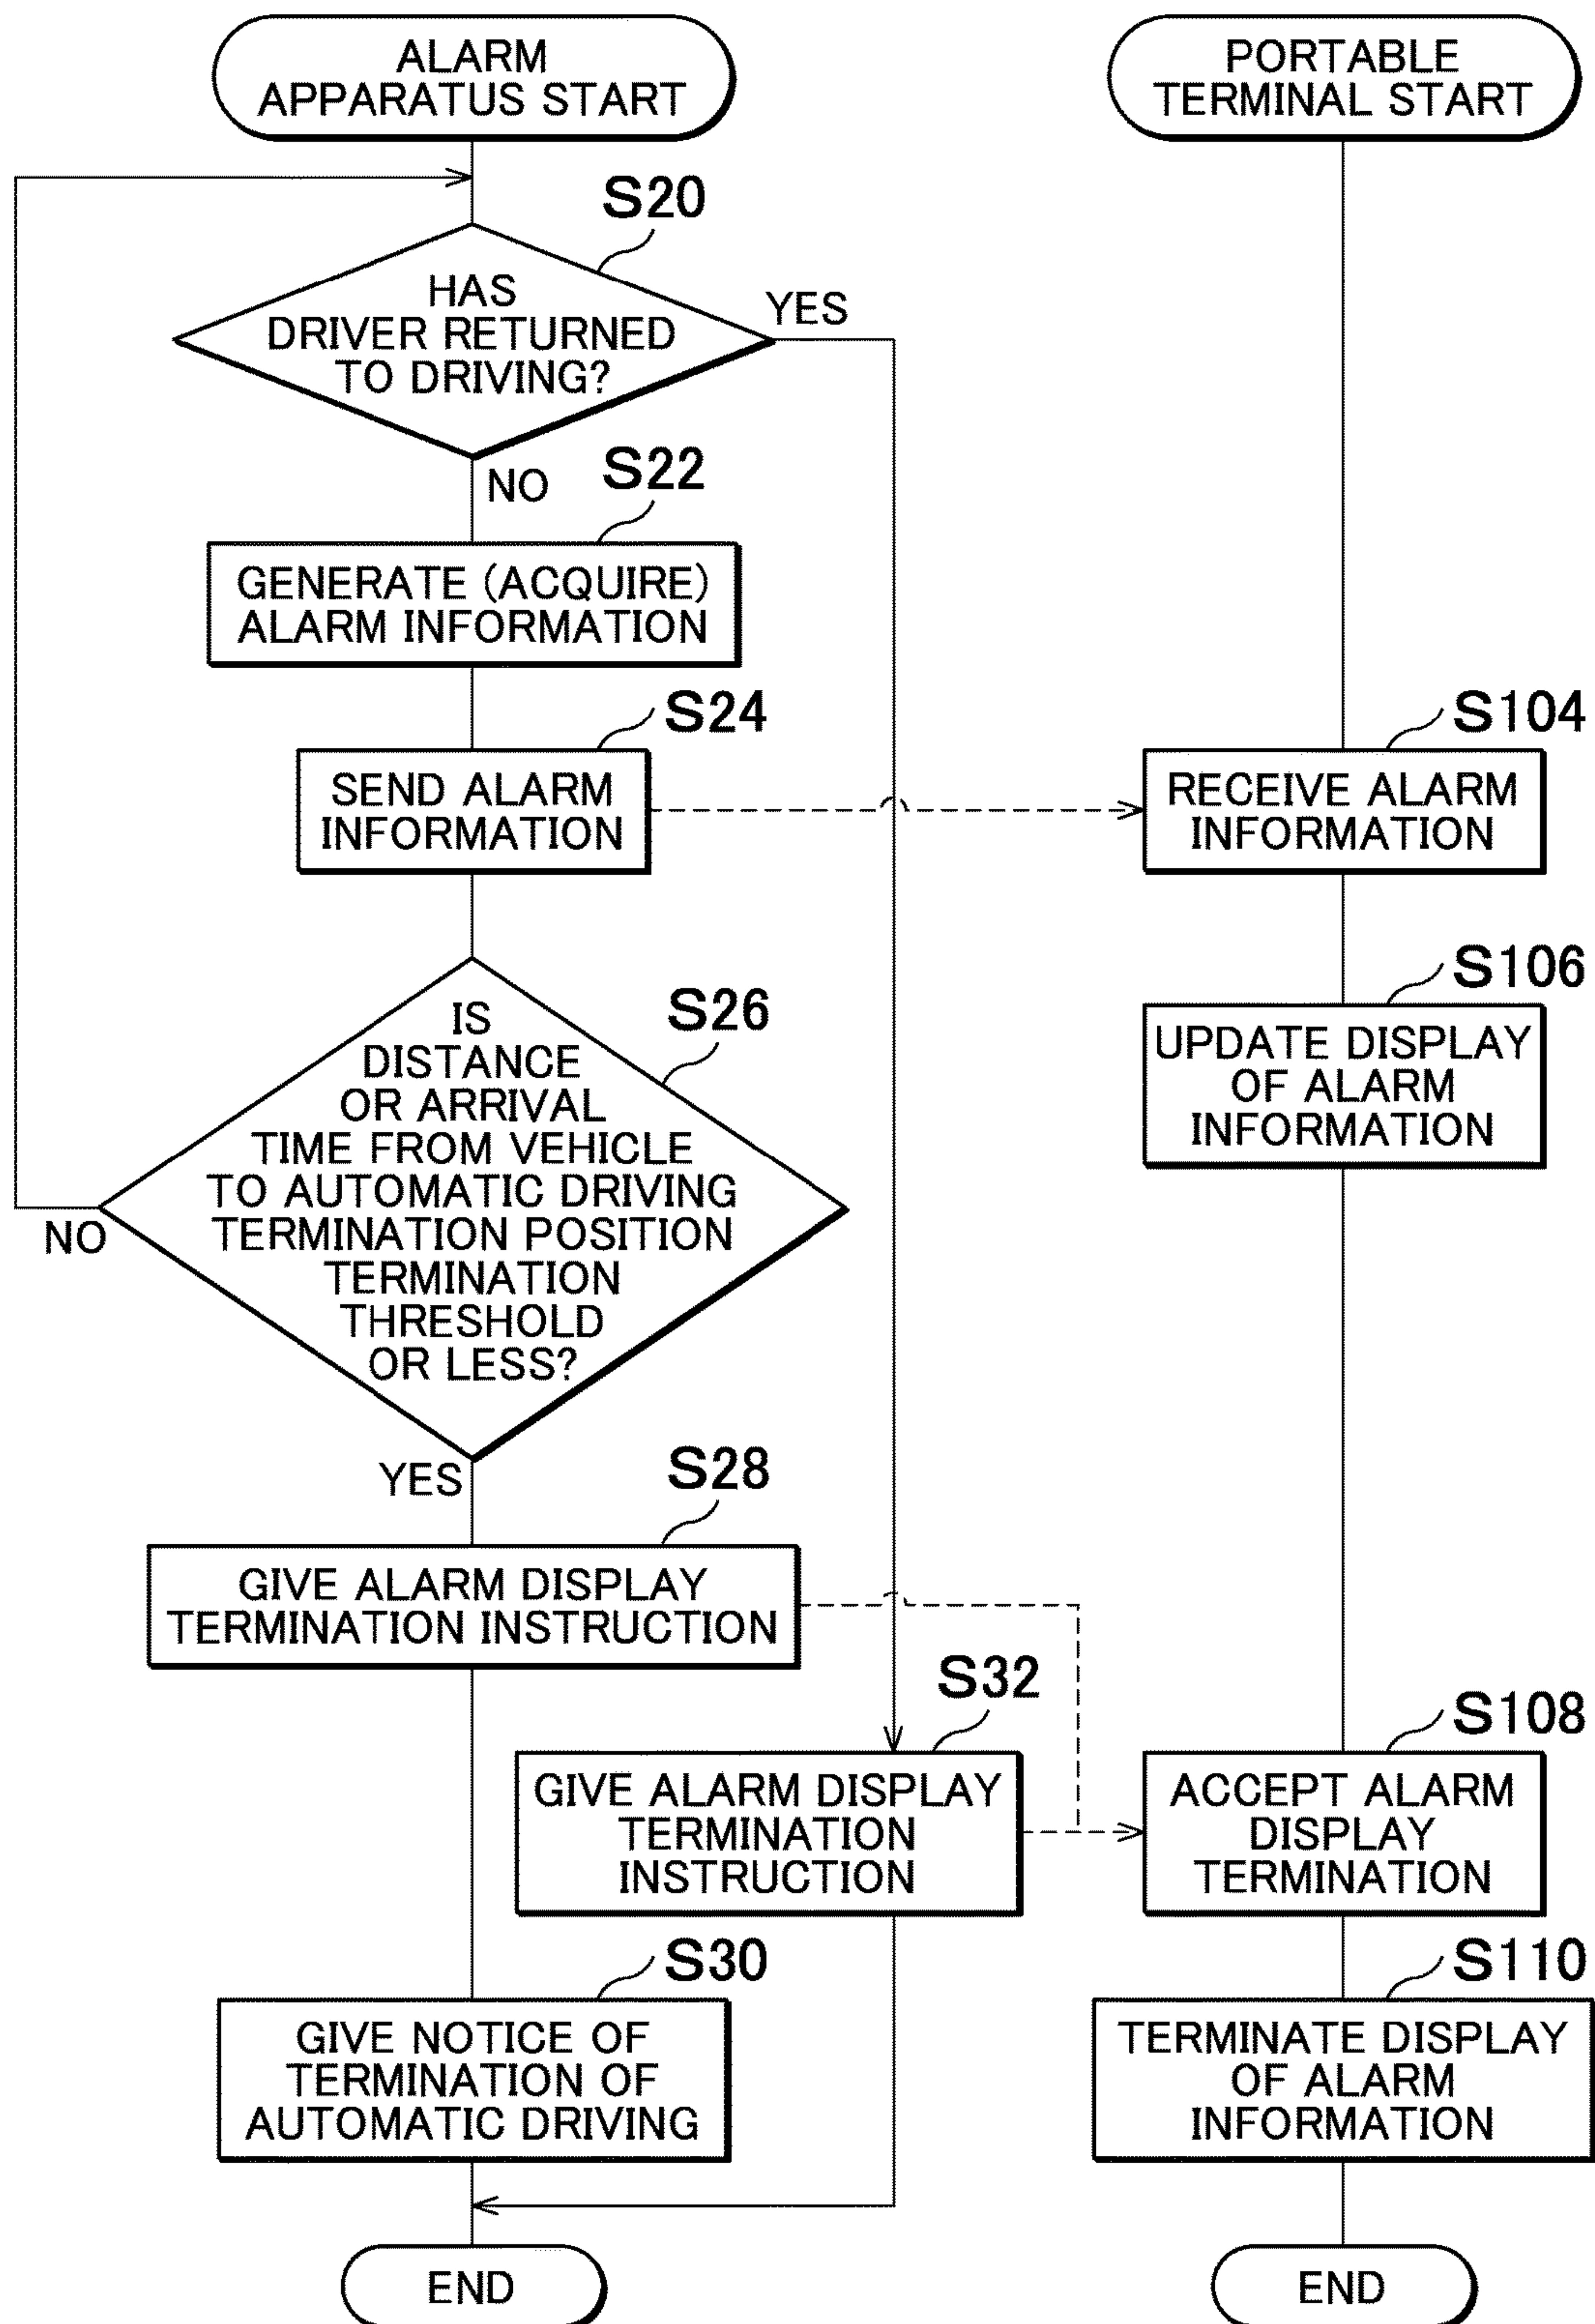 ALARM
APPARATUS START
S20
HAS
DRIVER RETURNED
TO DRIVING?
YES
NO
S22
GENERATE (ACQUIRE)
ALARM INFORMATION
S24
SEND ALARM
INFORMATION
S26
IS
DISTANCE
OR ARRIVAL
TIME FROM VEHICLE
TO AUTOMATIC DRIVING
TERMINATION POSITION
TERMINATION
THRESHOLD
OR LESS?
NO
YES
S28
GIVE ALARM DISPLAY
TERMINATION INSTRUCTION
S32
GIVE ALARM DISPLAY
TERMINATION
INSTRUCTION
S30
GIVE NOTICE OF
TERMINATION OF
AUTOMATIC DRIVING
END
PORTABLE
TERMINAL START
S104
RECEIVE ALARM
INFORMATION
S106
UPDATE DISPLAY
OF ALARM
INFORMATION
S108
ACCEPT ALARM
DISPLAY
TERMINATION
S110
TERMINATE DISPLAY
OF ALARM
INFORMATION
END